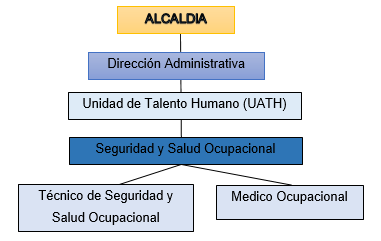 ALCALDIA
Dirección Administrativa
Unidad de Talento Humano (UATH)
Seguridad y Salud Ocupacional
Técnico de Seguridad y
Salud Ocupacional
Medico Ocupacional